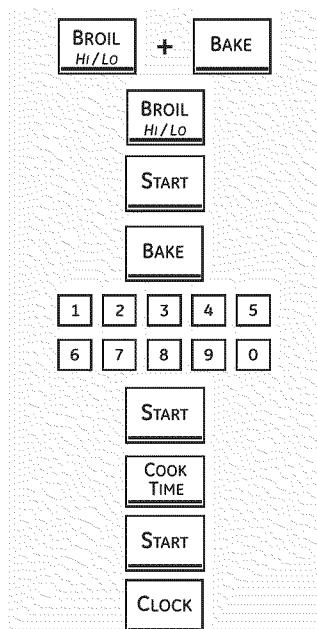 BROIL + BAKE
HI/LO
BROIL
HI/LO
START
BAKE
1 2 3 4 5
6 7 8 9 0
START
COOK
TIME
START
CLOCK